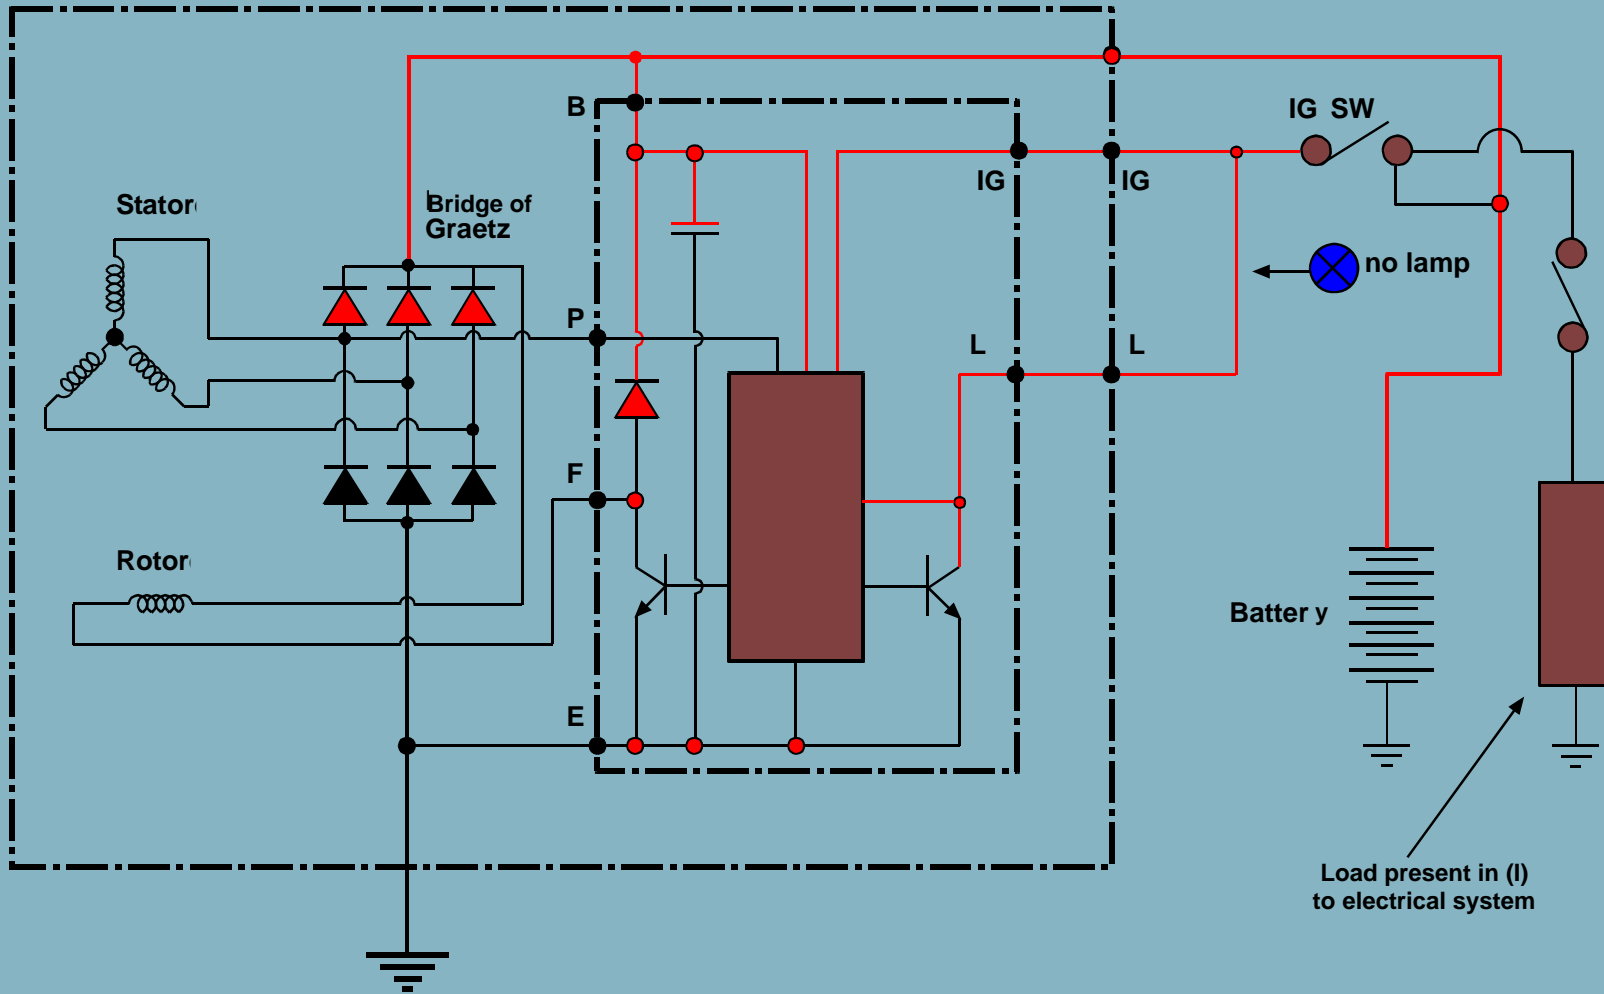 B
IG SW
IG
IG
Stator
Bridge of
Graetz
no lamp
P
L
L
F
Rotor
Batter y
E
Load present in (I)
to electrical system